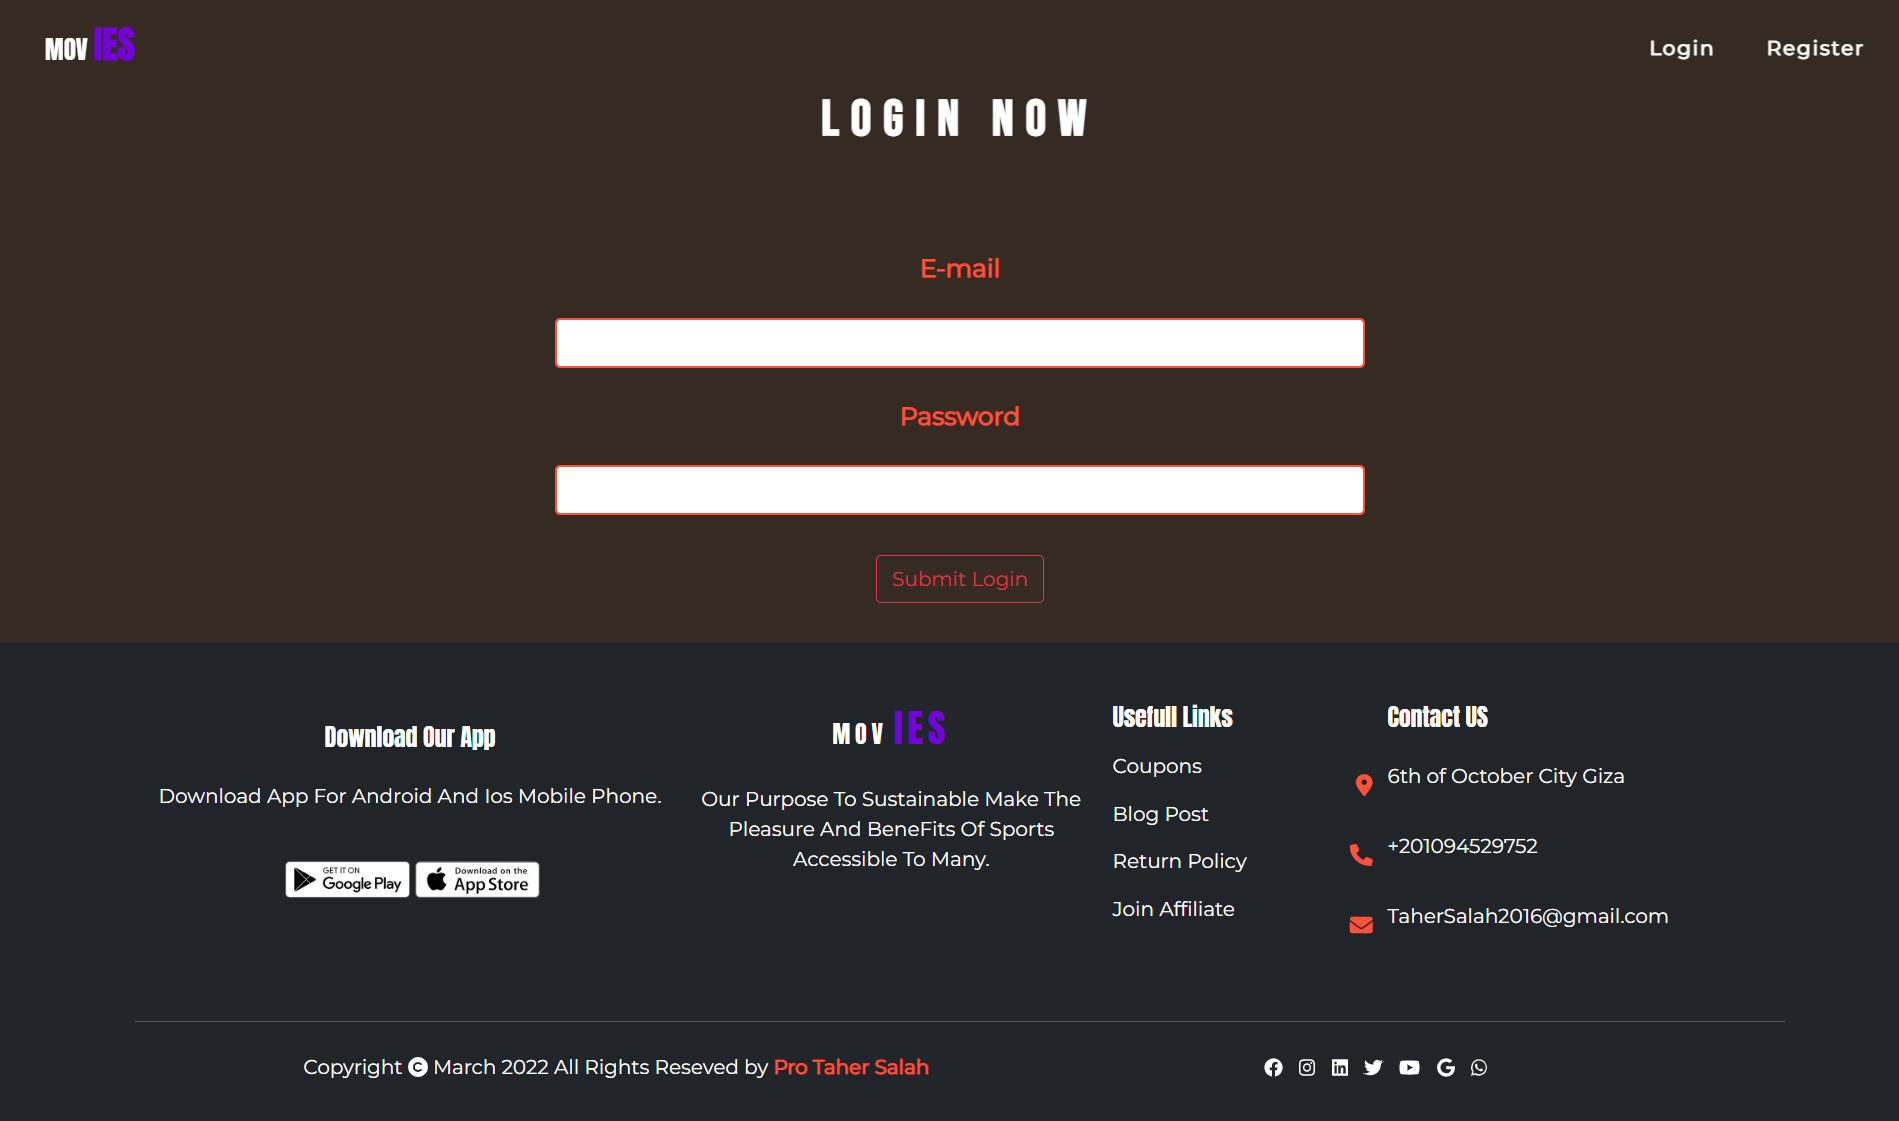 MOV IES
Login
Register
LOGIN NOW
E-mail
Password
Submit Login
Download Our App
Download App For Android And Ios Mobile Phone.
GET IT ON
Google Play
Download on the
App Store
MOV IES
Our Purpose To Sustainable Make The
Pleasure And BeneFits Of Sports
Accessible To Many.
Usefull Links
Coupons
Blog Post
Return Policy
Join Affiliate
Contact US
6th of October City Giza
+201094529752
TaherSalah2016@gmail.com
Copyright © March 2022 All Rights Reseved by Pro Taher Salah